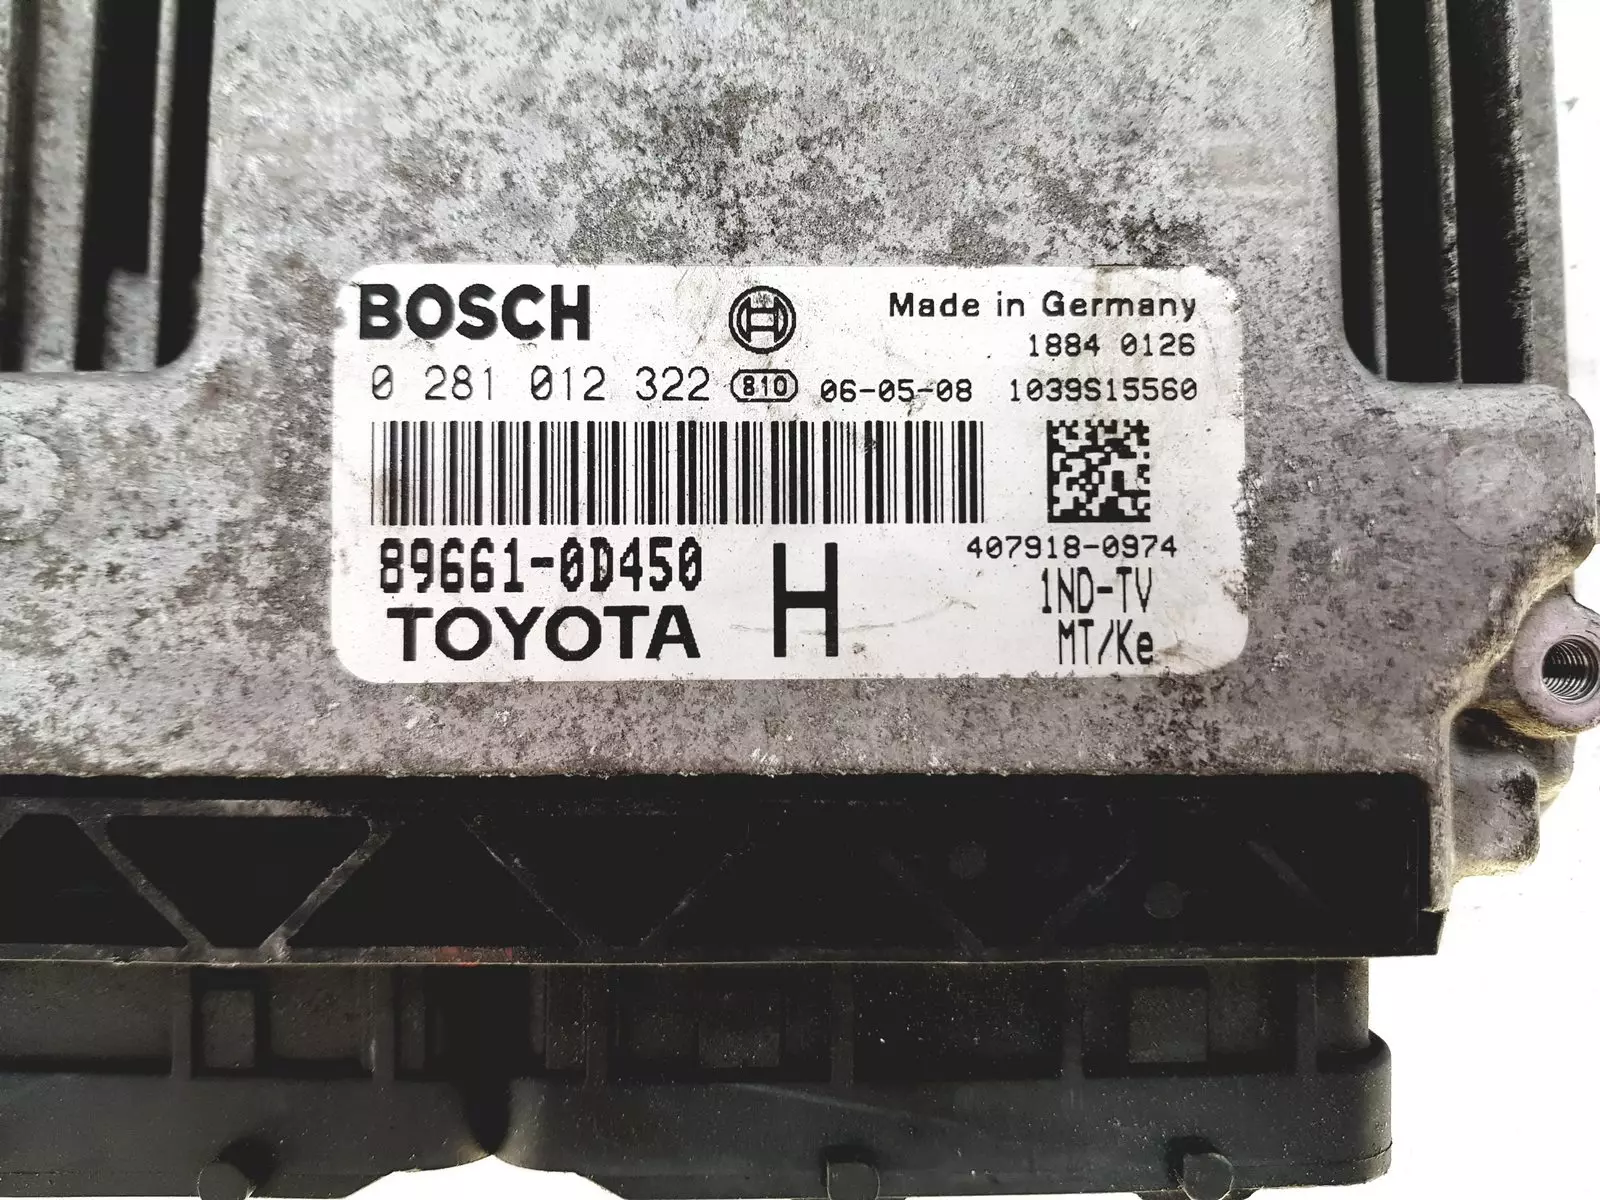 BOSCH
Made in Germany
1884 0126
0 281 012 322 810 06-05-08 1039S15560
89661-0D450
TOYOTA
H
407918-0974
1ND-TV
MT/Ke